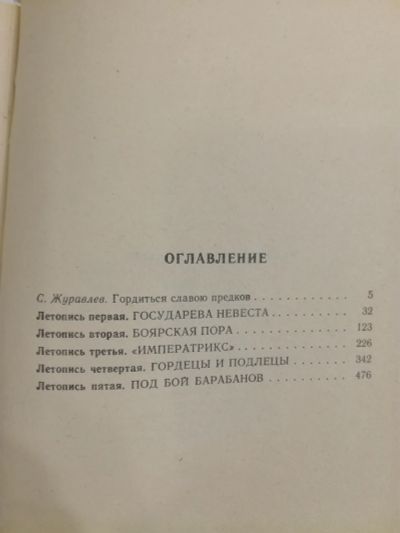 ОГЛАВЛЕНИЕ
С. Журавлев. Гордиться славою предков . . . . . . . . . . . . 5
Летопись первая. ГОСУДАРЕВА НЕВЕСТА . . . . . . . . . . 32
Летопись вторая. БОЯРСКАЯ ПОРА . . . . . . . . . . . . . . 123
Летопись третья. «ИМПЕРАТРИКС» . . . . . . . . . . . . . . 226
Летопись четвертая. ГОРДЕЦЫ И ПОДЛЕЦЫ . . . . . . . . 342
Летопись пятая. ПОД БОЙ БАРАБАНОВ . . . . . . . . . . . 476